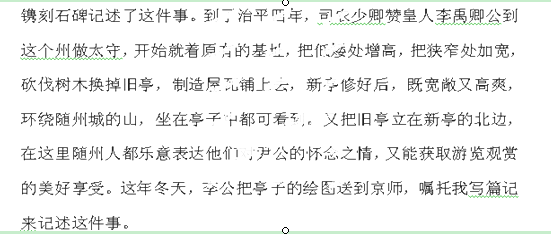 镌刻石碑记述了这件事。到了治平四年，司农少卿赞皇人李禹卿公到
这个州做太守，开始就着原有的基址，把低矮处增高，把狭窄处加宽，
砍伐树木换掉旧亭，制造屋瓦铺上去，新亭修好后，既宽敞又高爽，
环绕随州城的山，坐在亭子中都可看到。又把旧亭立在新亭的北边，
在这里随州人都乐意表达他们对尹公的怀念之情，又能获取游览观赏
的美好享受。这年冬天，李公把亭子的绘图送到京师，嘱托我写篇记
来记述这件事。